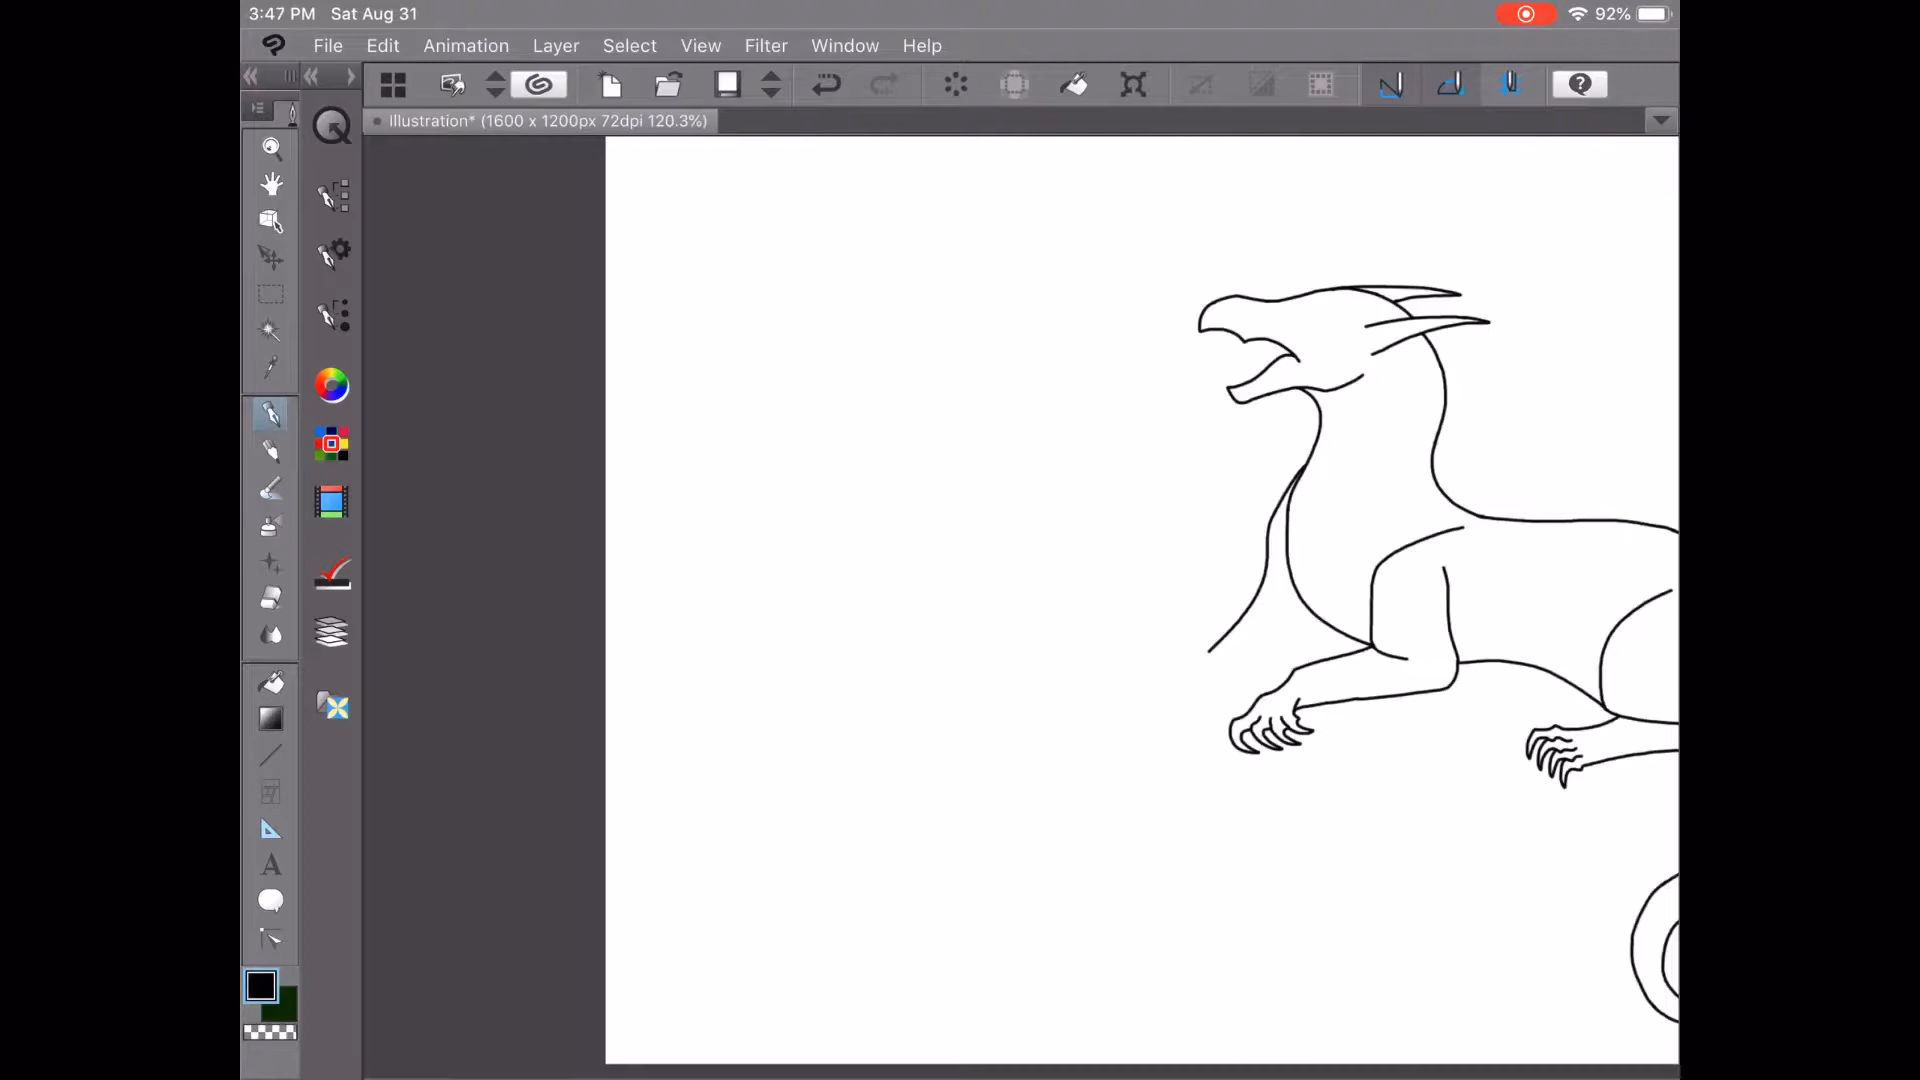 3:47 PM Sat Aug 31 92%
File Edit Animation Layer Select View Filter Window Help
Illustration* (1600 x 1200px 72dpi 120.3%)